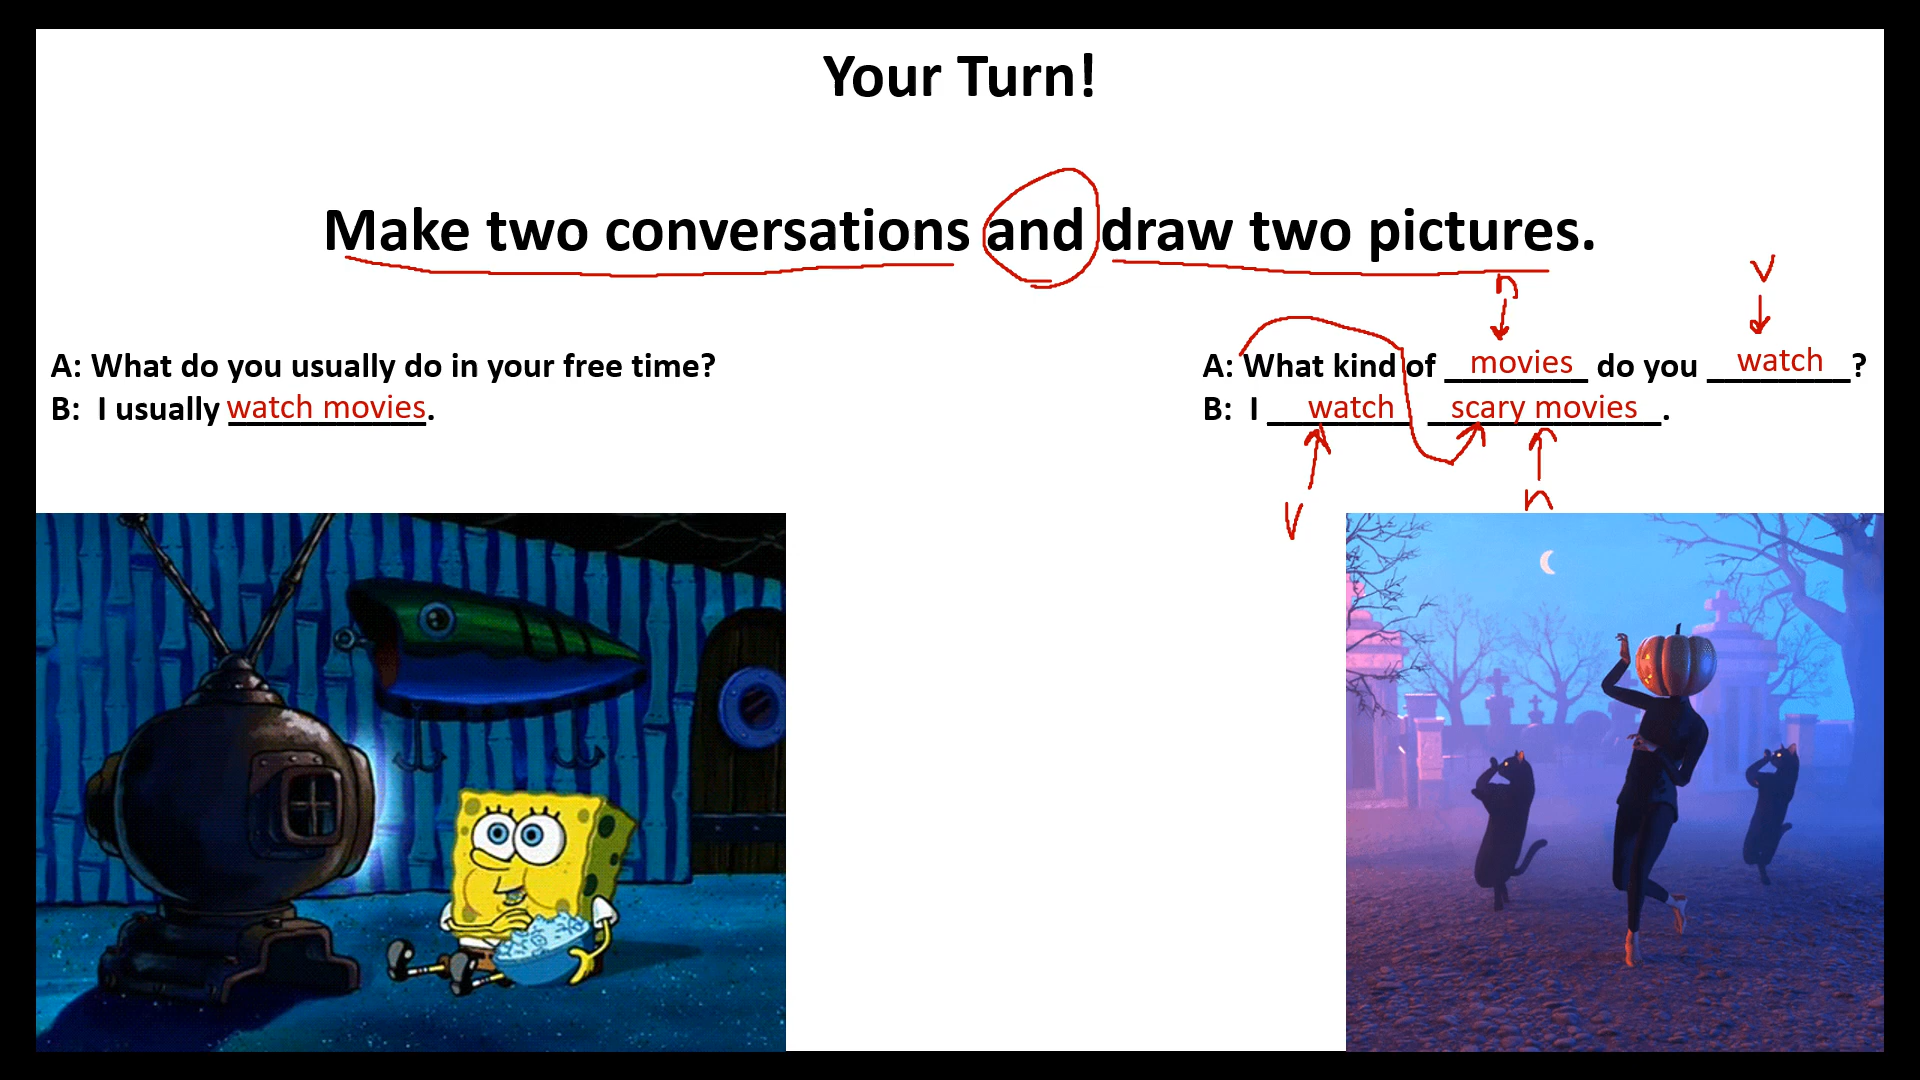 Your Turn!
Make two conversations and draw two pictures.
A: What do you usually do in your free time?
B: I usually watch movies.
v
n
A: What kind of movies do you watch?
B: I watch scary movies.
v
n